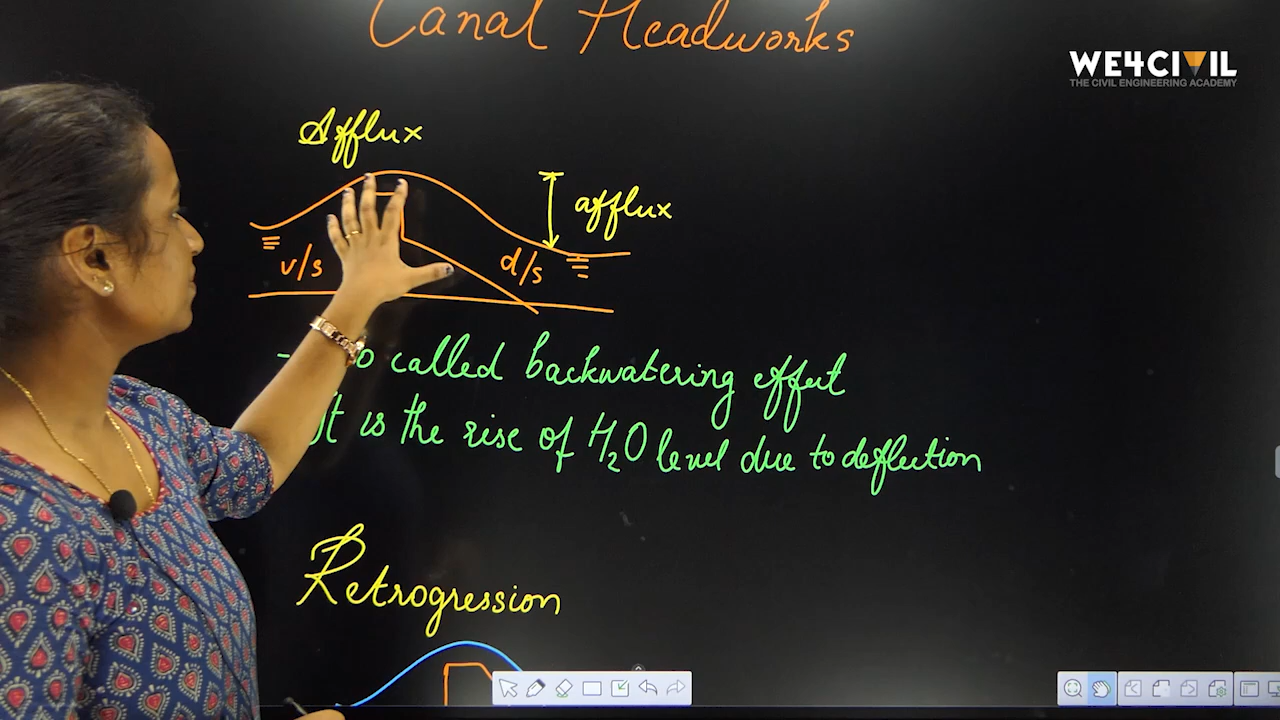 Canal Headworks
WE4CIVIL
THE CIVIL ENGINEERING ACADEMY
Afflux
afflux
u/s
d/s
called backwatering effect
It is the rise of H2O level due to deflection
Retrogression